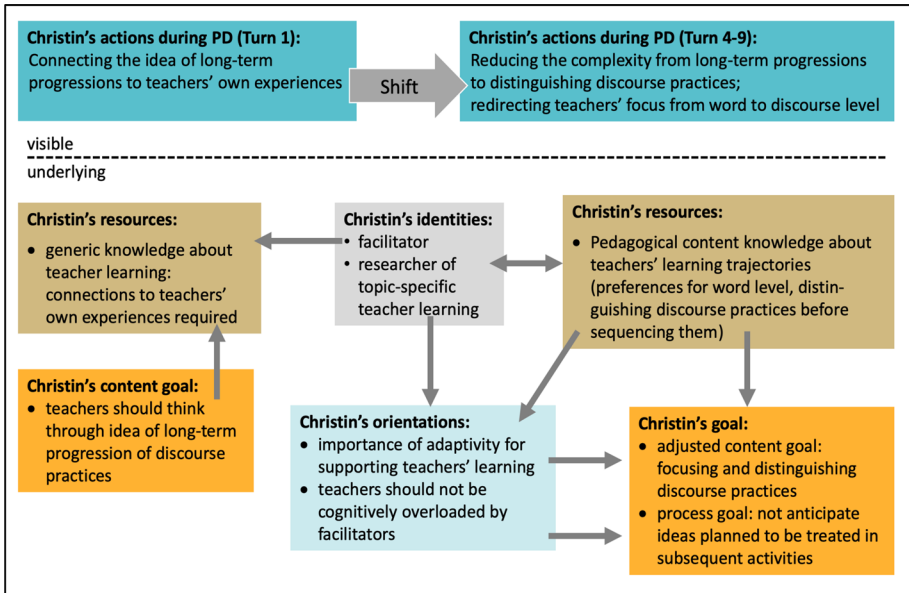 Christin's actions during PD (Turn 1):
Connecting the idea of long-term
progressions to teachers' own experiences
Shift
Christin's actions during PD (Turn 4-9):
Reducing the complexity from long-term progressions
to distinguishing discourse practices;
redirecting teachers' focus from word to discourse level
visible
underlying
Christin's resources:
• generic knowledge about
teacher learning:
connections to teachers'
own experiences required
Christin's identities:
• facilitator
• researcher of
topic-specific
teacher learning
Christin's resources:
• Pedagogical content knowledge about
teachers' learning trajectories
(preferences for word level, distin-
guishing discourse practices before
sequencing them)
Christin's content goal:
• teachers should think
through idea of long-term
progression of discourse
practices
Christin's orientations:
• importance of adaptivity for
supporting teachers' learning
• teachers should not be
cognitively overloaded by
facilitators
Christin's goal:
• adjusted content goal:
focusing and distinguishing
discourse practices
• process goal: not anticipate
ideas planned to be treated in
subsequent activities